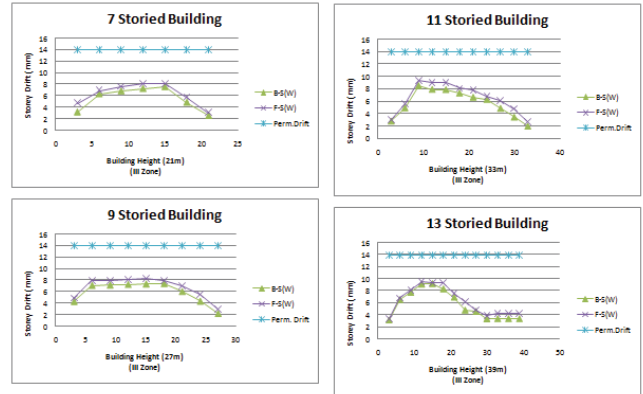 7 Storied Building
Storey Drift (mm)
16
14
12
10
8
6
4
2
0
0 5 10 15 20 25
Building Height (21m)
(III Zone)
B-S(W)
F-S(W)
Perm.Drift
11 Storied Building
Storey Drift (mm)
16
14
12
10
8
6
4
2
0
0 10 20 30 40
Building Height (33m)
(III Zone)
B-S(W)
F-S(W)
Perm.Drift
9 Storied Building
Storey Drift (mm)
16
14
12
10
8
6
4
2
0
0 5 10 15 20 25 30
Building Height (27m)
(III Zone)
B-S(W)
F-S(W)
Perm. Drift
13 Storied Building
Storey Drift (mm)
16
14
12
10
8
6
4
2
0
0 10 20 30 40 50
Building Height (39m)
(III Zone)
B-S(W)
F-S(W)
Perm.Drift